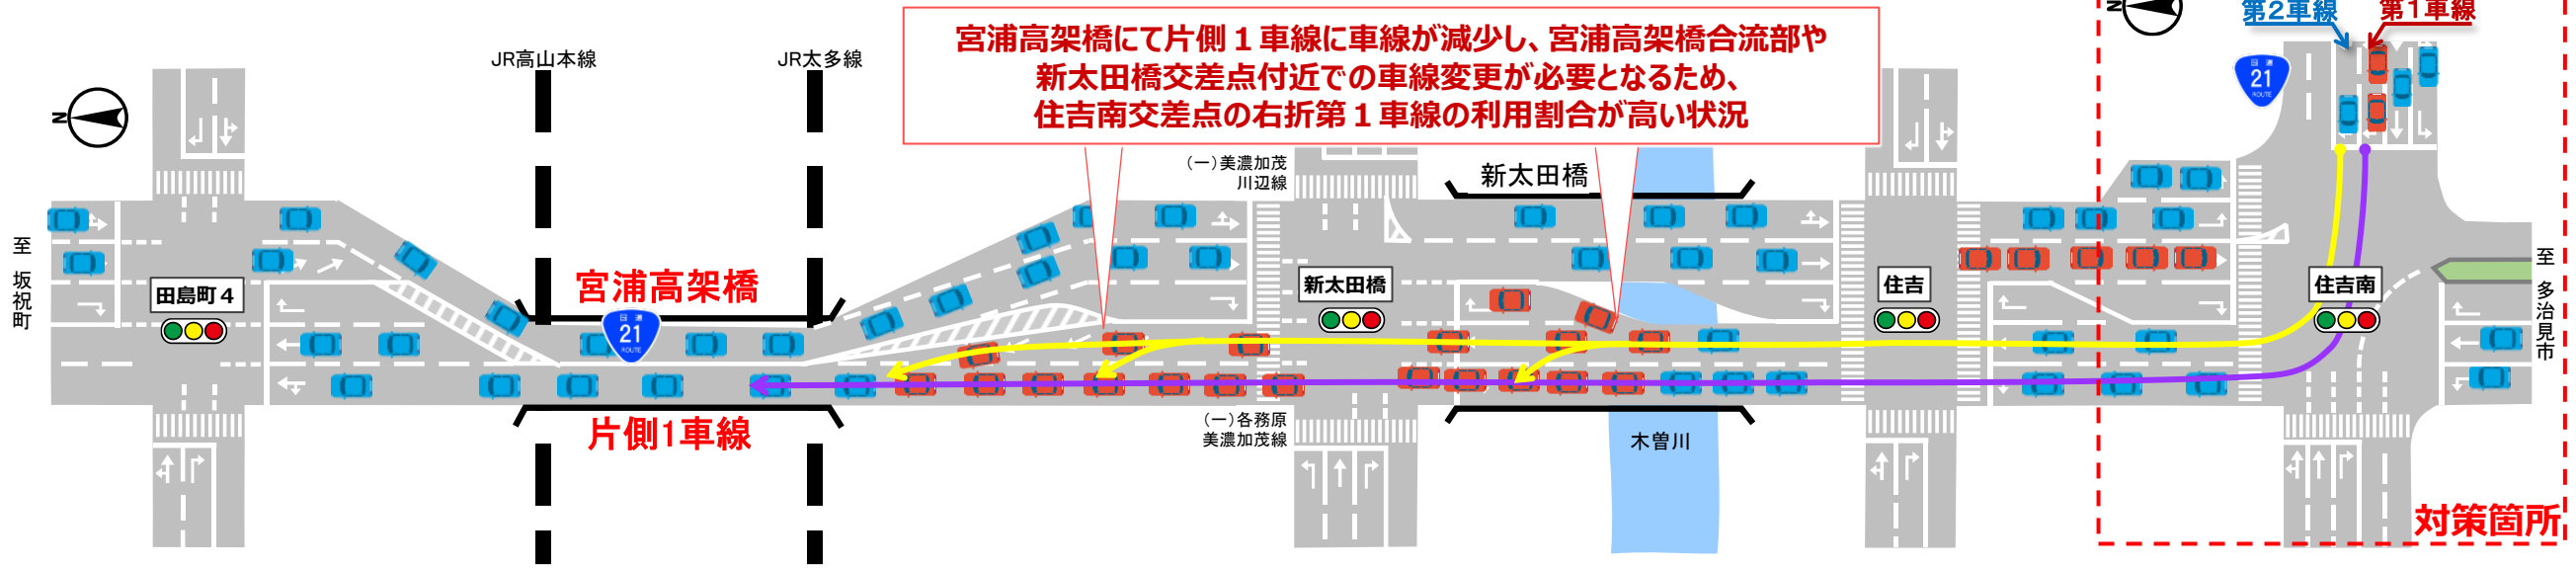 宮浦高架橋にて片側1車線に車線が減少し、宮浦高架橋合流部や
新太田橋交差点付近での車線変更が必要となるため、
住吉南交差点の右折第1車線の利用割合が高い状況
N
第2車線
第1車線
国道
21
ROUTE
JR高山本線
JR太多線
N
(一)美濃加茂
川辺線
新太田橋
至 坂祝町
田島町4
宮浦高架橋
国道
21
ROUTE
片側1車線
新太田橋
住吉
住吉南
至 多治見市
(一)各務原
美濃加茂線
木曽川
対策箇所